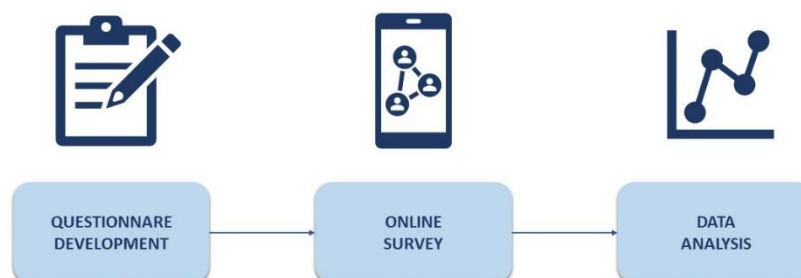 QUESTIONNARE
DEVELOPMENT
ONLINE
SURVEY
DATA
ANALYSIS